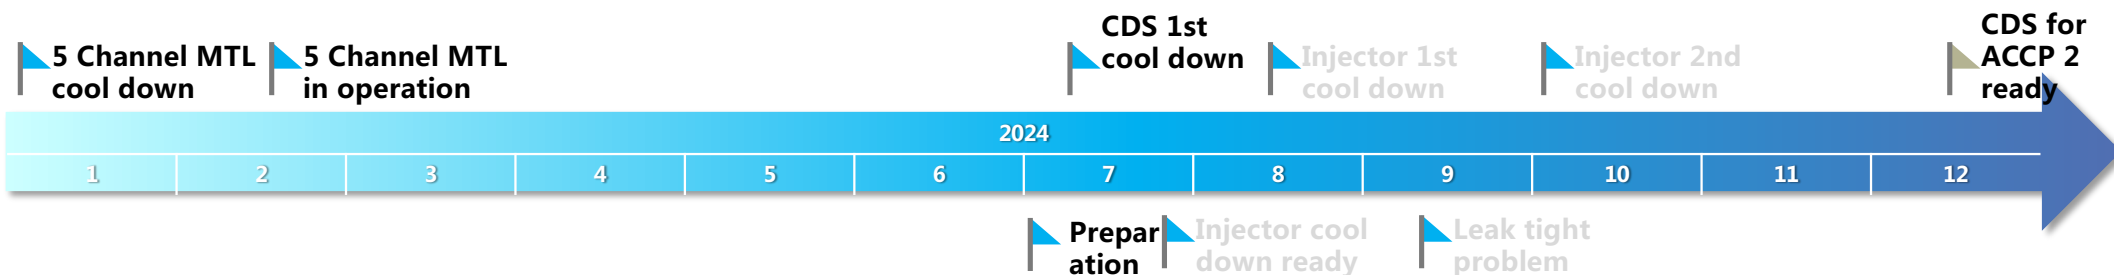 5 Channel MTL
cool down
5 Channel MTL
in operation
CDS 1st
cool down
Injector 1st
cool down
Injector 2nd
cool down
CDS for
ACCP 2
ready
2024
1 2 3 4 5 6 7 8 9 10 11 12
Prepar
ation
Injector cool
down ready
Leak tight
problem